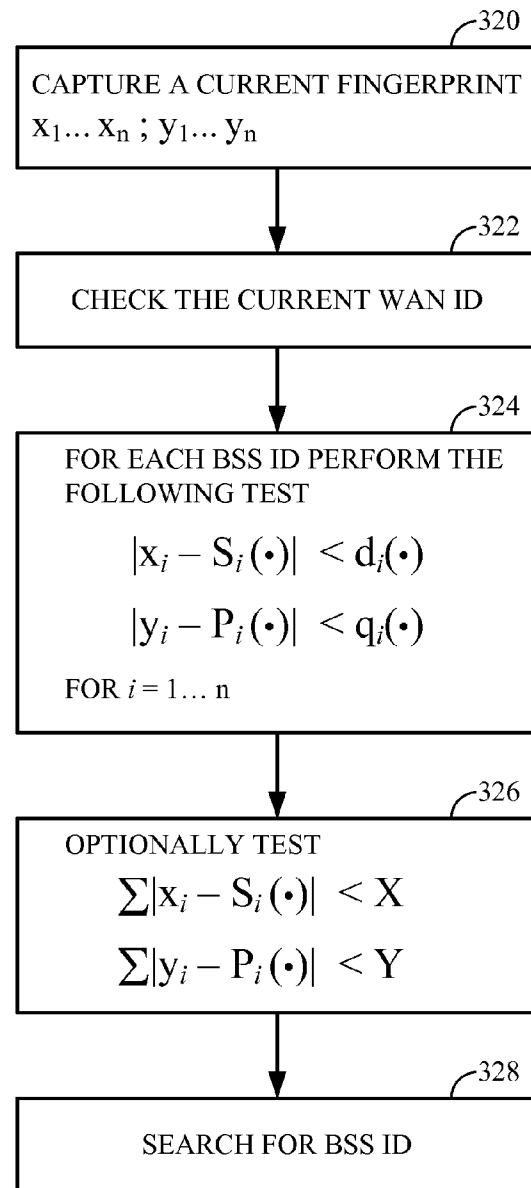 320
CAPTURE A CURRENT FINGERPRINT
x₁... xₙ ; y₁... yₙ
322
CHECK THE CURRENT WAN ID
324
FOR EACH BSS ID PERFORM THE
FOLLOWING TEST
|xᵢ – Sᵢ(•)| < dᵢ(•)
|yᵢ – Pᵢ(•)| < qᵢ(•)
FOR i = 1... n
326
OPTIONALLY TEST
∑|xᵢ – Sᵢ(•)| < X
∑|yᵢ – Pᵢ(•)| < Y
328
SEARCH FOR BSS ID